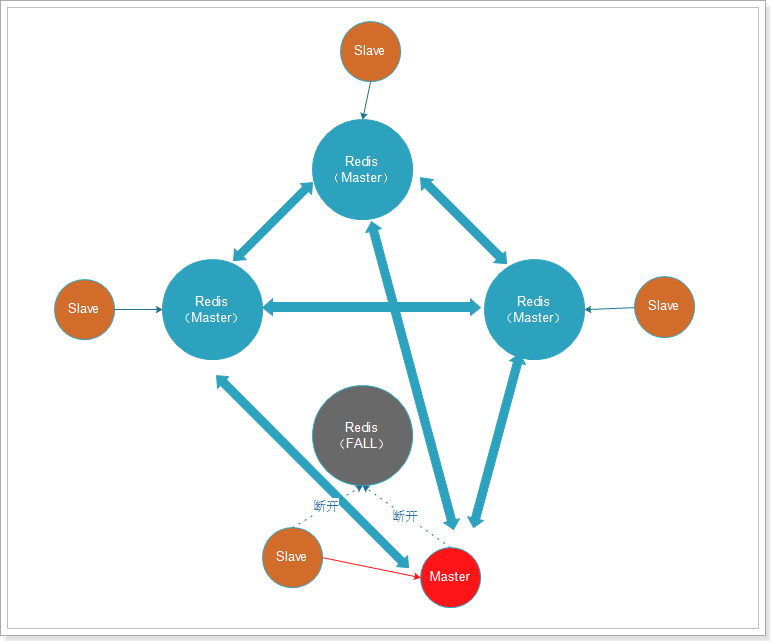 Slave
Redis
（Master）
Redis
（Master）
Redis
（Master）
Slave
Slave
Redis
（FALL）
断开
断开
Slave
Master